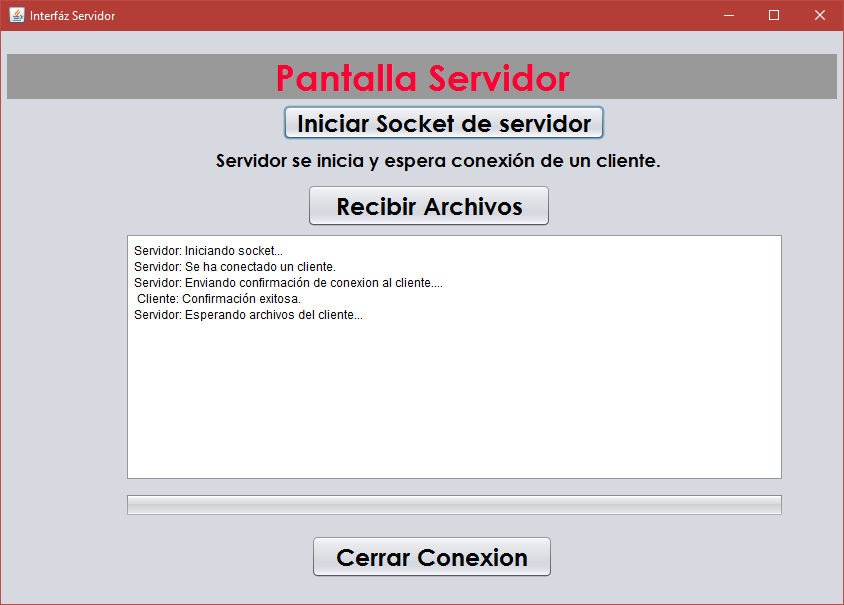 Interfáz Servidor
Pantalla Servidor
Iniciar Socket de servidor
Servidor se inicia y espera conexión de un cliente.
Recibir Archivos
Servidor: Iniciando socket...
Servidor: Se ha conectado un cliente.
Servidor: Enviando confirmación de conexion al cliente....
Cliente: Confirmación exitosa.
Servidor: Esperando archivos del cliente...
Cerrar Conexion